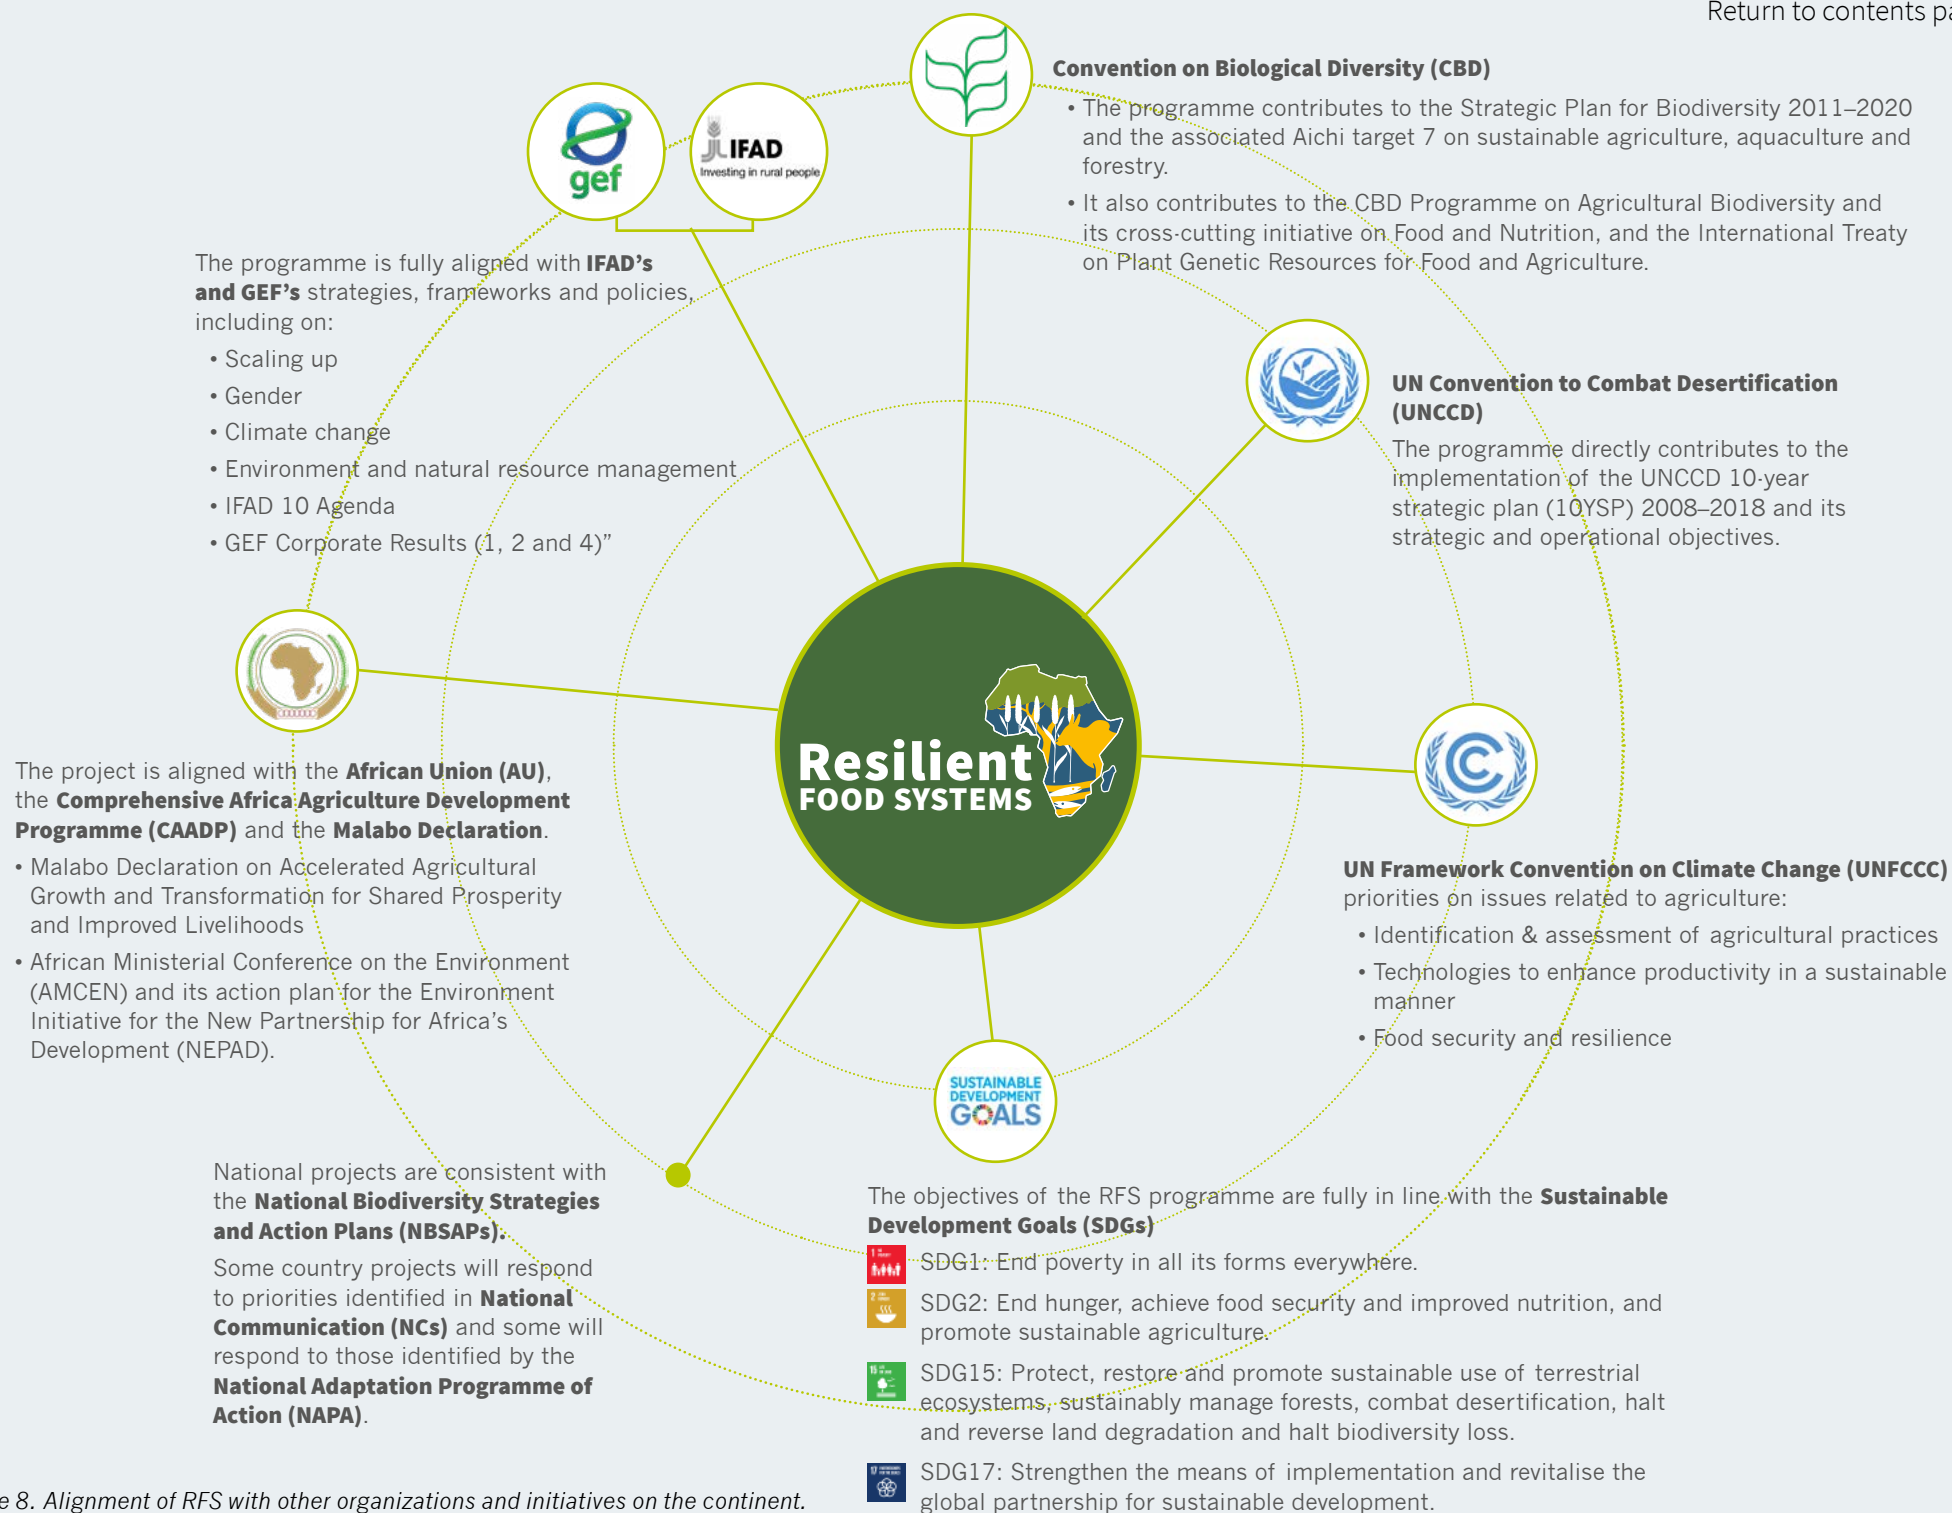 Return to contents pa
Convention on Biological Diversity (CBD)
• The programme contributes to the Strategic Plan for Biodiversity 2011–2020
and the associated Aichi target 7 on sustainable agriculture, aquaculture and
forestry.
• It also contributes to the CBD Programme on Agricultural Biodiversity and
its cross-cutting initiative on Food and Nutrition, and the International Treaty
on Plant Genetic Resources for Food and Agriculture.
gef
IFAD
Investing in rural people
The programme is fully aligned with IFAD's
and GEF's strategies, frameworks and policies,
including on:
• Scaling up
• Gender
• Climate change
• Environment and natural resource management
• IFAD 10 Agenda
• GEF Corporate Results (1, 2 and 4)”
UN Convention to Combat Desertification
(UNCCD)
The programme directly contributes to the
implementation of the UNCCD 10-year
strategic plan (10YSP) 2008–2018 and its
strategic and operational objectives.
Resilient
FOOD SYSTEMS
The project is aligned with the African Union (AU),
the Comprehensive Africa Agriculture Development
Programme (CAADP) and the Malabo Declaration.
• Malabo Declaration on Accelerated Agricultural
Growth and Transformation for Shared Prosperity
and Improved Livelihoods
• African Ministerial Conference on the Environment
(AMCEN) and its action plan for the Environment
Initiative for the New Partnership for Africa's
Development (NEPAD).
UN Framework Convention on Climate Change (UNFCCC)
priorities on issues related to agriculture:
• Identification & assessment of agricultural practices
• Technologies to enhance productivity in a sustainable
manner
• Food security and resilience
SUSTAINABLE
DEVELOPMENT
GOALS
National projects are consistent with
the National Biodiversity Strategies
and Action Plans (NBSAPs).
Some country projects will respond
to priorities identified in National
Communication (NCs) and some will
respond to those identified by the
National Adaptation Programme of
Action (NAPA).
The objectives of the RFS programme are fully in line with the Sustainable
Development Goals (SDGs)
SDG1: End poverty in all its forms everywhere.
SDG2: End hunger, achieve food security and improved nutrition, and
promote sustainable agriculture.
SDG15: Protect, restore and promote sustainable use of terrestrial
ecosystems, sustainably manage forests, combat desertification, halt
and reverse land degradation and halt biodiversity loss.
SDG17: Strengthen the means of implementation and revitalise the
global partnership for sustainable development.
e 8. Alignment of RFS with other organizations and initiatives on the continent.